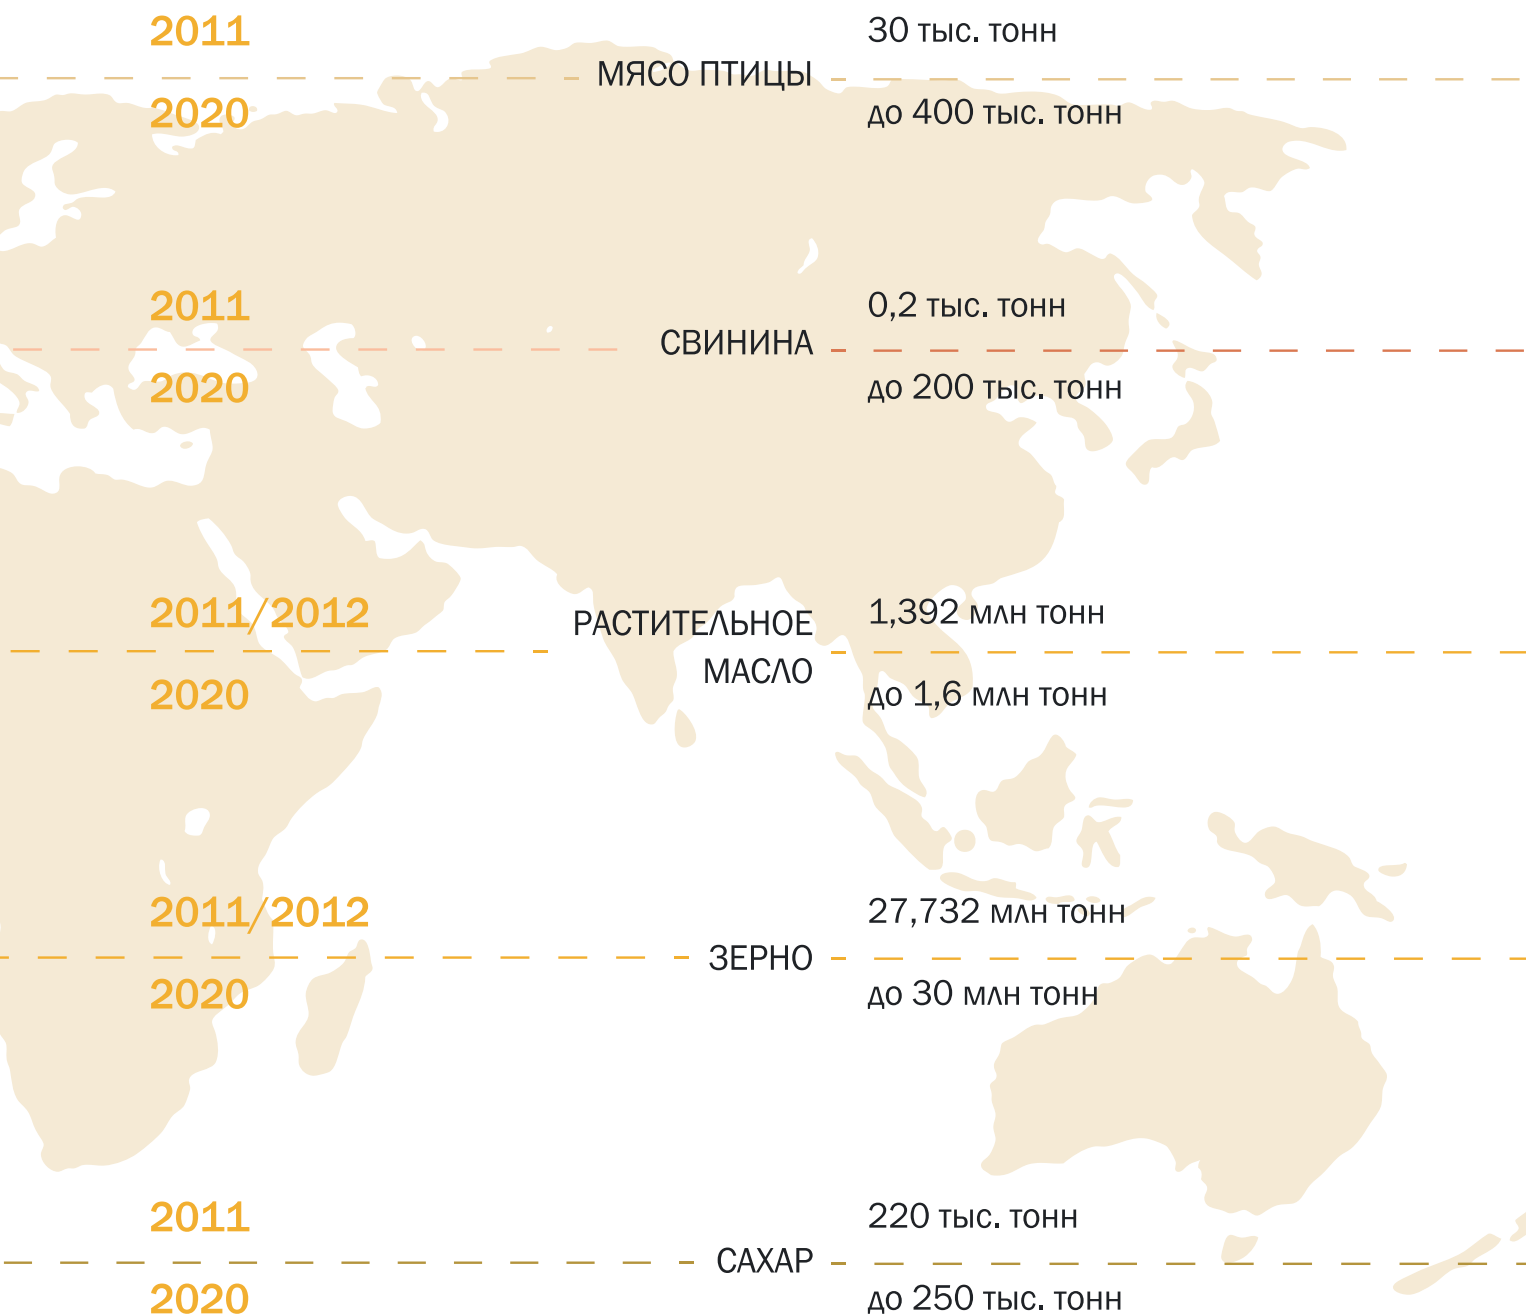 2011
30 тыс. тонн
МЯСО ПТИЦЫ
2020
до 400 тыс. тонн
2011
0,2 тыс. тонн
СВИНИНА
2020
до 200 тыс. тонн
2011/2012
1,392 млн тонн
РАСТИТЕЛЬНОЕ
МАСЛО
2020
до 1,6 млн тонн
2011/2012
27,732 млн тонн
ЗЕРНО
2020
до 30 млн тонн
2011
220 тыс. тонн
САХАР
2020
до 250 тыс. тонн